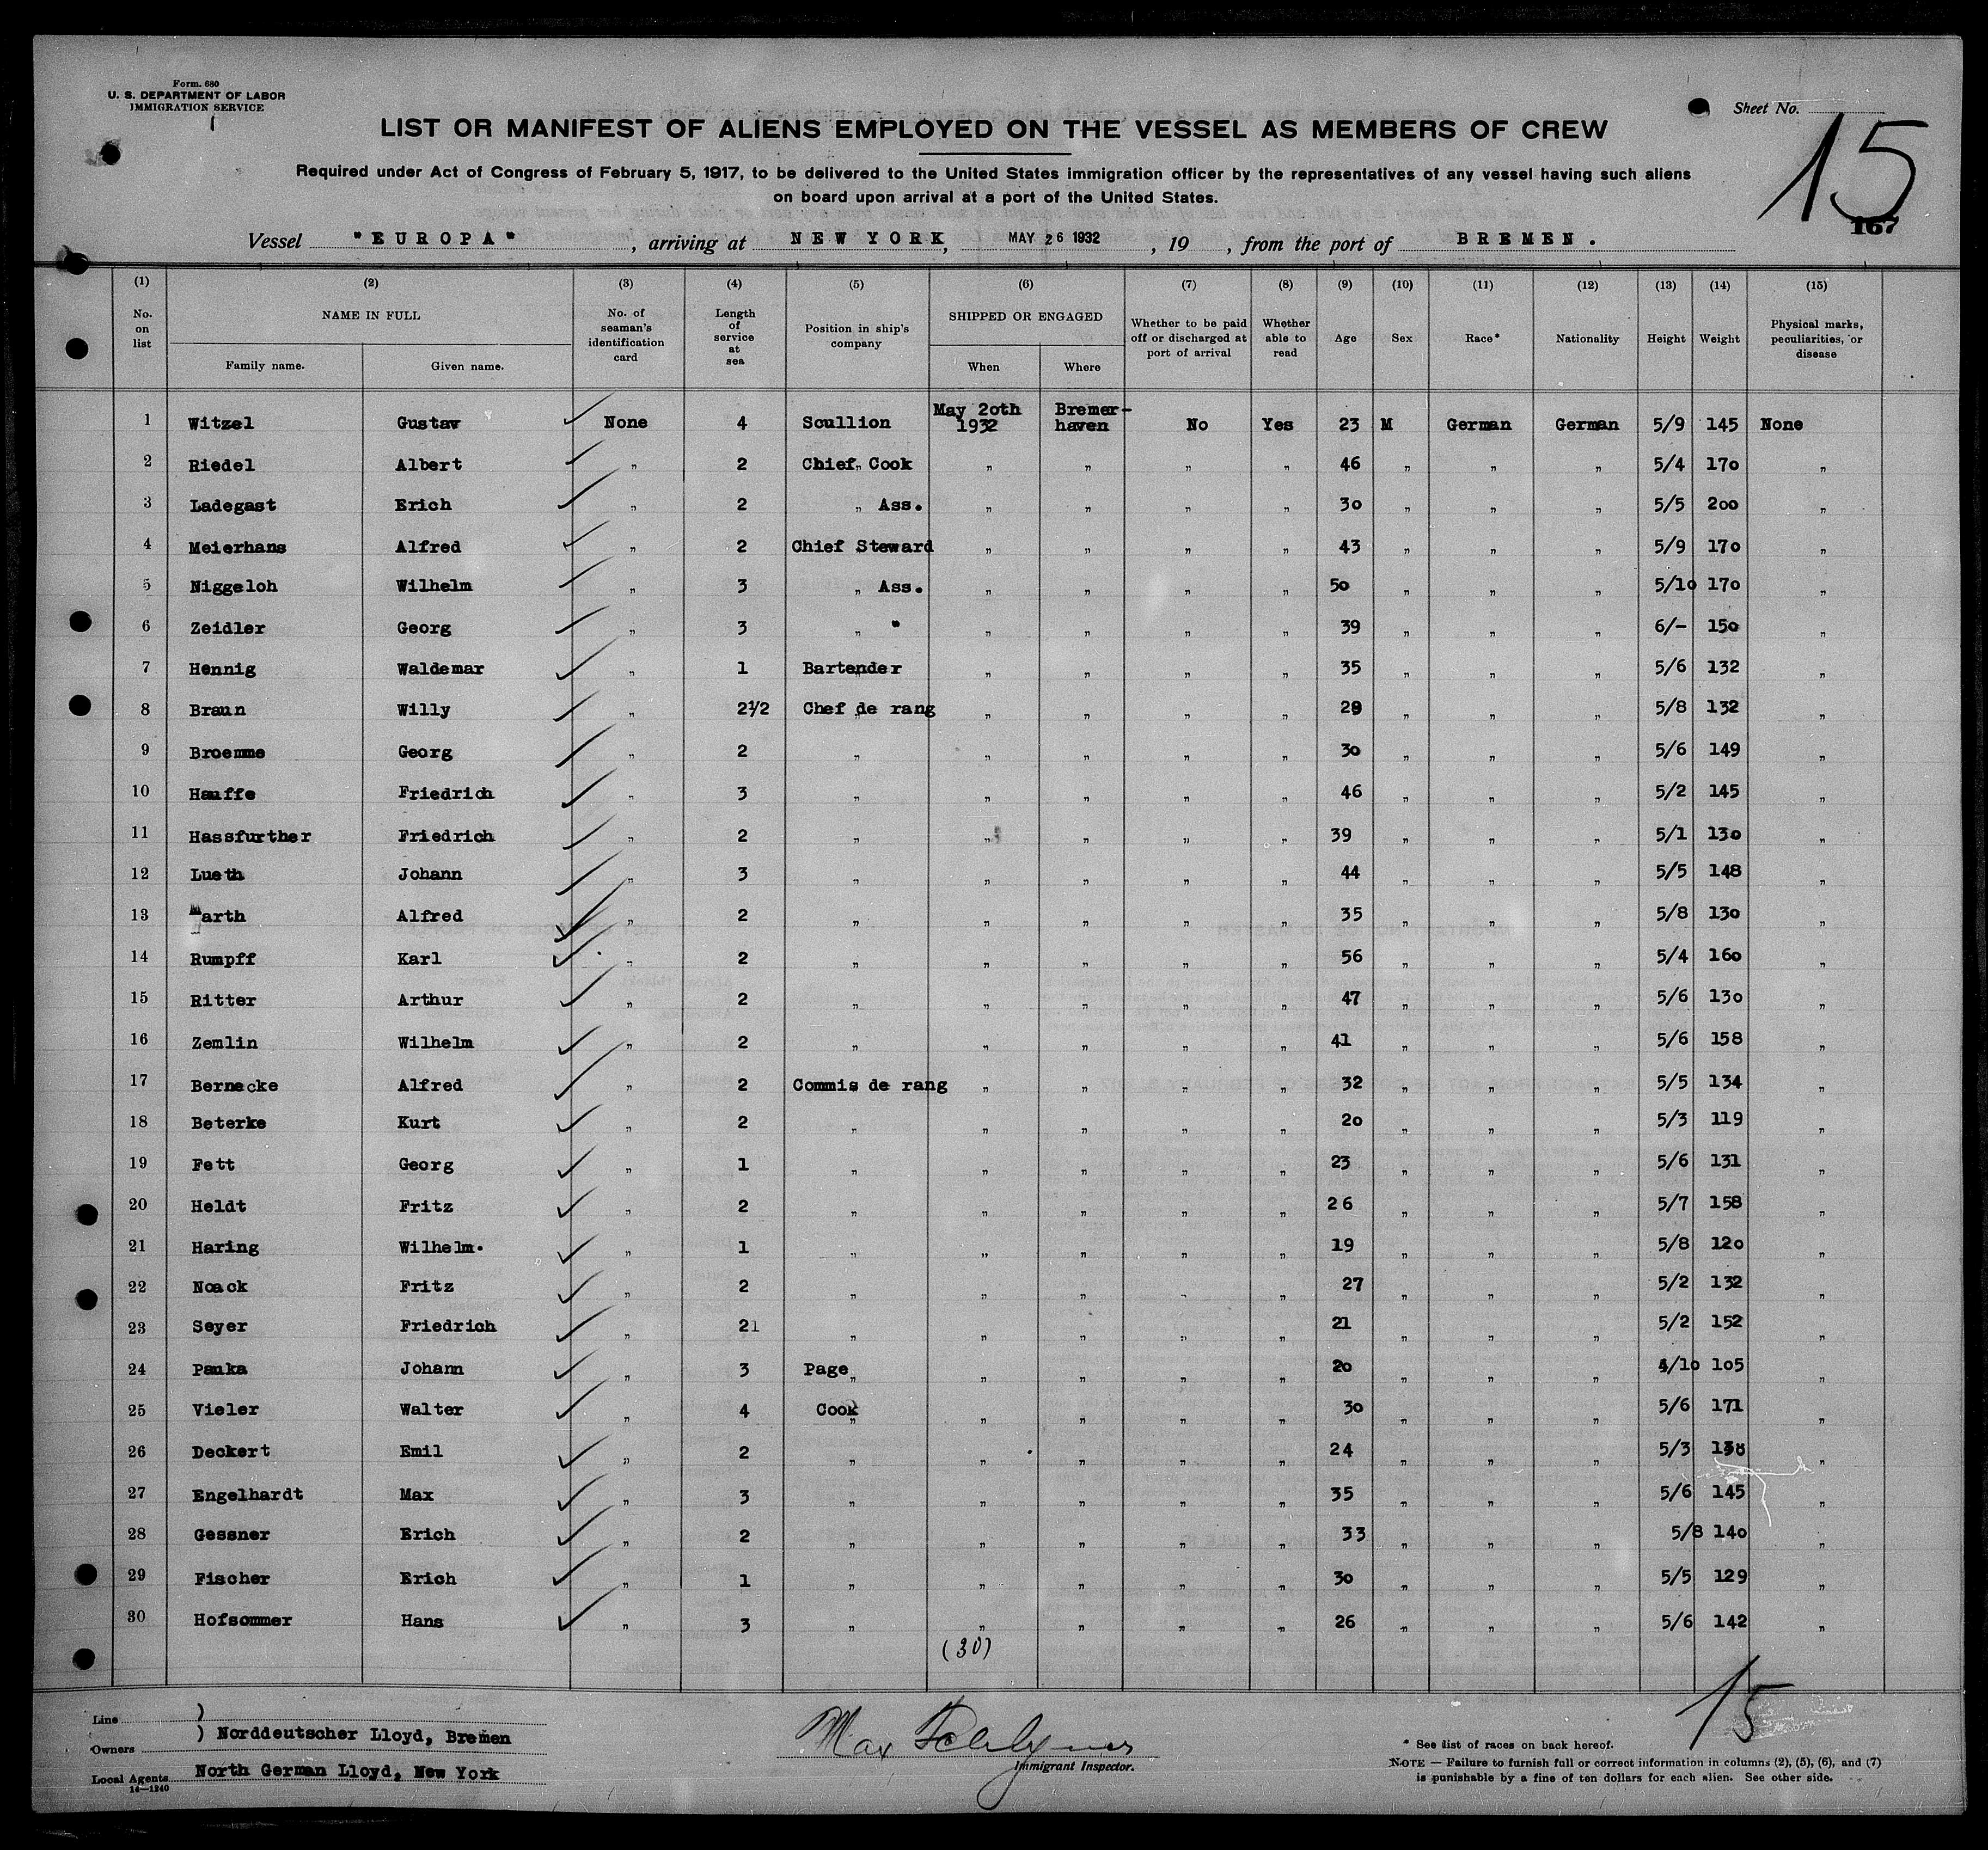 Form. 680
U. S. DEPARTMENT OF LABOR
IMMIGRATION SERVICE
Sheet No.
15
LIST OR MANIFEST OF ALIENS EMPLOYED ON THE VESSEL AS MEMBERS OF CREW
Required under Act of Congress of February 5, 1917, to be delivered to the United States immigration officer by the representatives of any vessel having such aliens
on board upon arrival at a port of the United States.
167
Vessel "EUROPA", arriving at NEW YORK, MAY 26 1932, 19 , from the port of BREMEN.
(1) (2) (3) (4) (5) (6) (7) (8) (9) (10) (11) (12) (13) (14) (15)
No. on list NAME IN FULL No. of seaman's identification card Length of service at sea Position in ship's company SHIPPED OR ENGAGED Whether to be paid off or discharged at port of arrival Whether able to read Age Sex Race* Nationality Height Weight Physical marks, peculiarities, or disease
Family name. Given name. When Where
1 Witzel Gustav None 4 Scullion May 20th 1932 Bremer-haven No Yes 23 M German German 5/9 145 None
2 Riedel Albert " 2 Chief Cook " " " " 46 " " " 5/4 170 "
3 Ladegast Erich " 2 " Ass. " " " " 30 " " " 5/5 200 "
4 Meierhans Alfred " 2 Chief Steward " " " " 43 " " " 5/9 170 "
5 Niggeloh Wilhelm " 3 " Ass. " " " " 50 " " " 5/10 170 "
6 Zeidler Georg " 3 " " " " " " 39 " " " 6/- 150 "
7 Hennig Waldemar " 1 Bartender " " " " 35 " " " 5/6 132 "
8 Braun Willy " 2½ Chef de rang " " " " 29 " " " 5/8 132 "
9 Broemme Georg " 2 " " " " " 30 " " " 5/6 149 "
10 Hauffe Friedrich " 3 " " " " " 46 " " " 5/2 145 "
11 Hassfurther Friedrich " 2 " " " " " 39 " " " 5/1 130 "
12 Lueth Johann " 3 " " " " " 44 " " " 5/5 148 "
13 Marth Alfred " 2 " " " " " 35 " " " 5/8 130 "
14 Rumpff Karl " 2 " " " " " 56 " " " 5/4 160 "
15 Ritter Arthur " 2 " " " " " 47 " " " 5/6 130 "
16 Zemlin Wilhelm " 2 " " " " " 41 " " " 5/6 158 "
17 Bernecke Alfred " 2 Commis de rang " " " " 32 " " " 5/5 134 "
18 Beterke Kurt " 2 " " " " " 20 " " " 5/3 119 "
19 Fett Georg " 1 " " " " " 23 " " " 5/6 131 "
20 Heldt Fritz " 2 " " " " " 26 " " " 5/7 158 "
21 Haring Wilhelm. " 1 " " " " " 19 " " " 5/8 120 "
22 Noack Fritz " 2 " " " " " 27 " " " 5/2 132 "
23 Seyer Friedrich " 21 " " " " " 21 " " " 5/2 152 "
24 Pauka Johann " 3 Page " " " " 20 " " " 4/10 105 "
25 Vieler Walter " 4 Cook " " " " 30 " " " 5/6 171 "
26 Deckert Emil " 2 " " " " " 24 " " " 5/3 138 "
27 Engelhardt Max " 3 " " " " " 35 " " " 5/6 145 "
28 Gessner Erich " 2 " " " " " 33 " " " 5/8 140 "
29 Fischer Erich " 1 " " " " " 30 " " " 5/5 129 "
30 Hofsommer Hans " 3 " " " " " 26 " " " 5/6 142 "
(30)
15
Line )
Owners ) Norddeutscher Lloyd, Bremen
Local Agents North German Lloyd, New York
14—1240
Max
Immigrant Inspector.
* See list of races on back hereof.
NOTE — Failure to furnish full or correct information in columns (2), (5), (6), and (7)
is punishable by a fine of ten dollars for each alien. See other side.